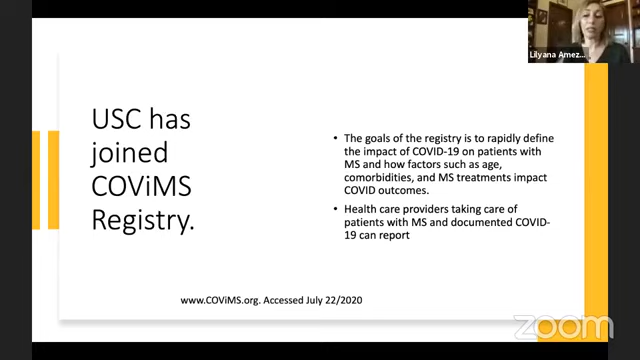 Lilyana Amez...
USC has
joined
COViMS
Registry.
• The goals of the registry is to rapidly define
the impact of COVID-19 on patients with
MS and how factors such as age,
comorbidities, and MS treatments impact
COVID outcomes.
• Health care providers taking care of
patients with MS and documented COVID-
19 can report
www.COViMS.org. Accessed July 22/2020
zoom